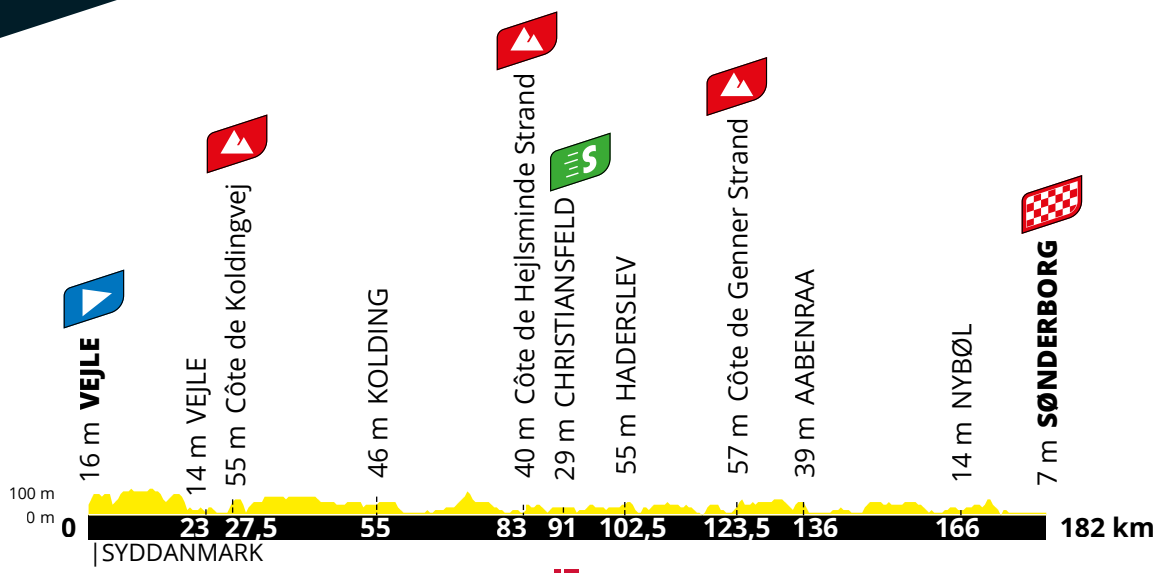 16 m VEJLE
14 m VEJLE
55 m Côte de Koldingvej
46 m KOLDING
40 m Côte de Hejlsminde Strand
S
29 m CHRISTIANSFELD
55 m HADERSLEV
57 m Côte de Genner Strand
39 m AABENRAA
14 m NYBØL
7 m SØNDERBORG
100 m
0 m
0 23 27,5 55 83 91 102,5 123,5 136 166 182 km
|SYDDANMARK